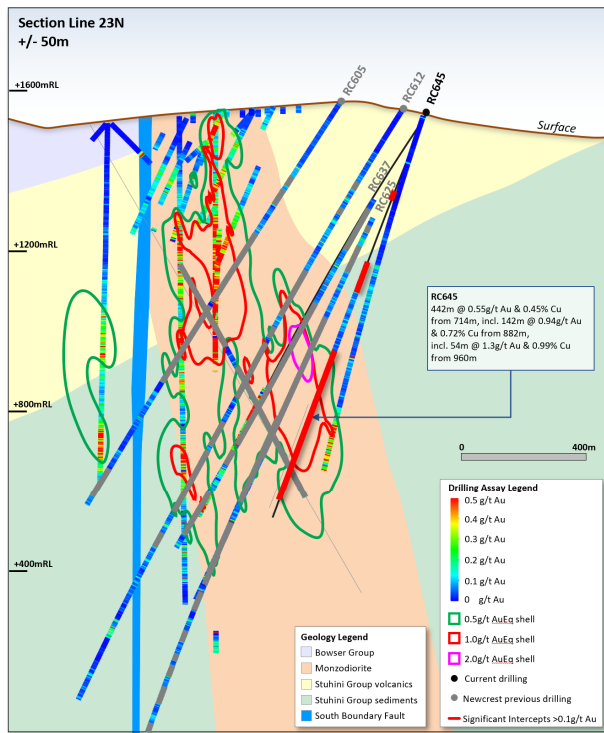 Section Line 23N
+/- 50m
+1600mRL
RC605
RC612
RC645
Surface
RC637
RC625
+1200mRL
RC645
442m @ 0.55g/t Au & 0.45% Cu
from 714m, incl. 142m @ 0.94g/t Au
& 0.72% Cu from 882m,
incl. 54m @ 1.3g/t Au & 0.99% Cu
from 960m
+800mRL
0 400m
Drilling Assay Legend
0.5 g/t Au
0.4 g/t Au
0.3 g/t Au
0.2 g/t Au
0.1 g/t Au
0 g/t Au
0.5g/t AuEq shell
1.0g/t AuEq shell
2.0g/t AuEq shell
Current drilling
Newcrest previous drilling
Significant Intercepts >0.1g/t Au
+400mRL
Geology Legend
Bowser Group
Monzodiorite
Stuhini Group volcanics
Stuhini Group sediments
South Boundary Fault